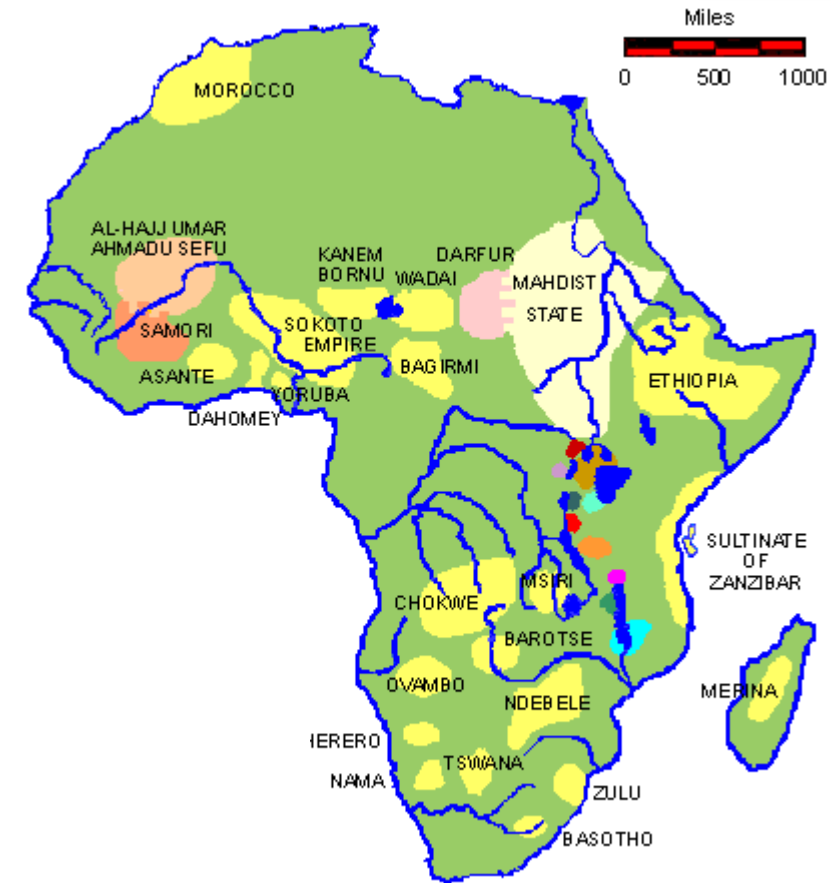 Miles
0 500 1000
MOROCCO
AL-HAJJ UMAR
AHMADU SEFU
KANEM
BORNU
WADAI
DARFUR
MAHDIST
STATE
SAMORI
SOKOTO
EMPIRE
BAGIRMI
ETHIOPIA
ASANTE
YORUBA
DAHOMEY
SULTINATE
OF
ZANZIBAR
MSIRI
CHOKWE
BAROTSE
OVAMBO
NDEBELE
MERINA
HERERO
TSWANA
NAMA
ZULU
BASOTHO